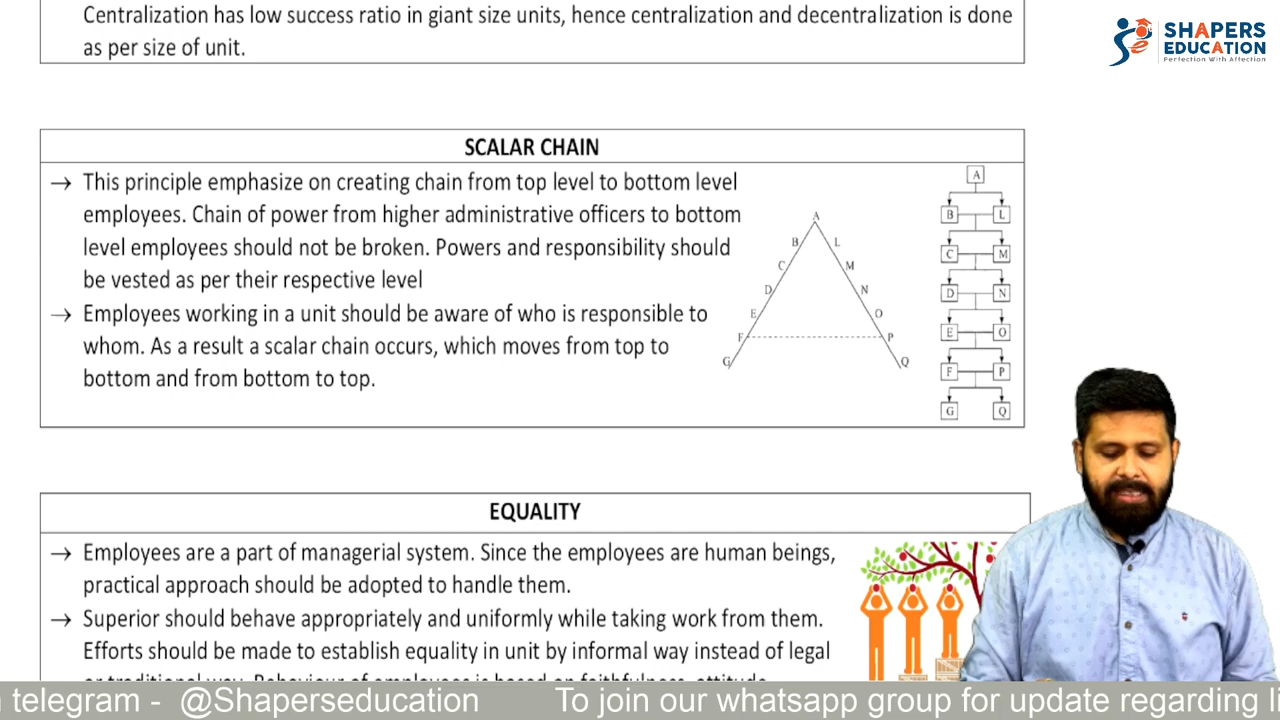 Centralization has low success ratio in giant size units, hence centralization and decentralization is done
as per size of unit.
SHAPERS
EDUCATION
Perfection With Affection
SCALAR CHAIN
→ This principle emphasize on creating chain from top level to bottom level
employees. Chain of power from higher administrative officers to bottom
level employees should not be broken. Powers and responsibility should
be vested as per their respective level
→ Employees working in a unit should be aware of who is responsible to
whom. As a result a scalar chain occurs, which moves from top to
bottom and from bottom to top.
A
B L
C M
D N
E O
F P
G Q
A
B L
C M
D N
E O
F P
G Q
EQUALITY
→ Employees are a part of managerial system. Since the employees are human beings,
practical approach should be adopted to handle them.
→ Superior should behave appropriately and uniformly while taking work from them.
Efforts should be made to establish equality in unit by informal way instead of legal
telegram - @Shaperseducation To join our whatsapp group for update regarding